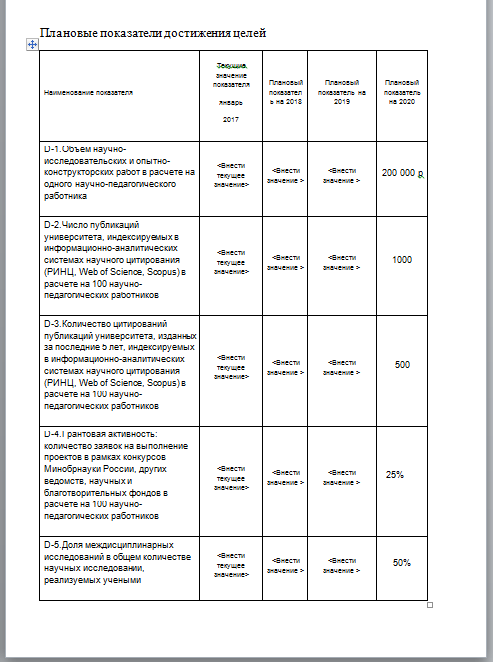 Плановые показатели достижения целей
Наименование показателя
Текущие,
значение
показателя
январь
2017
Плановый
показател
ь на 2018
Плановый
показатель на
2019
Плановый
показатель
на 2020
D-1.Объем научно-
исследовательских и опытно-
конструкторских работ в расчете на
одного научно-педагогического
работника
<Внести
текущее
значение>
<Внести
значение >
<Внести
значение >
200 000 р
D-2.Число публикаций
университета, индексируемых в
информационно-аналитических
системах научного цитирования
(РИНЦ, Web of Science, Scopus) в
расчете на 100 научно-
педагогических работников
<Внести
текущее
значение>
<Внести
значение >
<Внести
значение >
1000
D-3.Количество цитирований
публикаций университета, изданных
за последние 5 лет, индексируемых
в информационно-аналитических
системах научного цитирования
(РИНЦ, Web of Science, Scopus) в
расчете на 100 научно-
педагогических работников
<Внести
текущее
значение>
<Внести
значение >
<Внести
значение >
500
D-4.Грантовая активность:
количество заявок на выполнение
проектов в рамках конкурсов
Минобрнауки России, других
ведомств, научных и
благотворительных фондов в
расчете на 100 научно-
педагогических работников
<Внести
текущее
значение>
<Внести
значение >
<Внести
значение >
25%
D-5.Доля междисциплинарных
исследований в общем количестве
научных исследовании,
реализуемых учеными
<Внести
текущее
значение>
<Внести
значение >
<Внести
значение >
50%